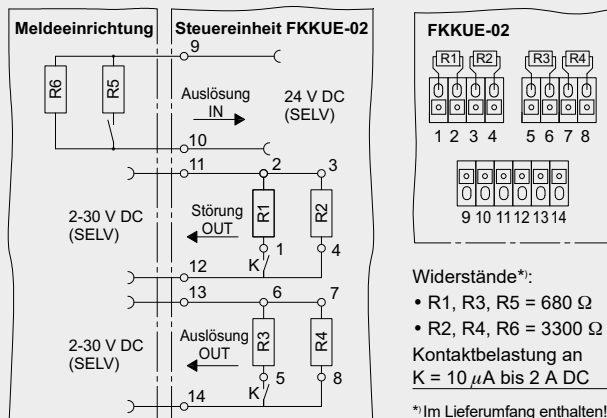 Meldeeinrichtung
Steuereinheit FKKUE-02
9
R6
R5
Auslösung
IN
24 V DC
(SELV)
10
11
2
3
2-30 V DC
(SELV)
Störung
OUT
R1
R2
1
4
K
12
13
6
7
2-30 V DC
(SELV)
Auslösung
OUT
R3
R4
5
8
K
14
FKKUE-02
R1 R2 R3 R4
1 2 3 4 5 6 7 8
9 10 11 12 13 14
Widerstände*):
• R1, R3, R5 = 680 Ω
• R2, R4, R6 = 3300 Ω
Kontaktbelastung an
K = 10 µA bis 2 A DC
*) Im Lieferumfang enthalten!